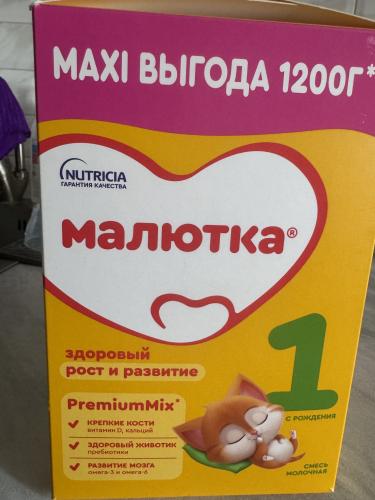 MAXI ВЫГОДА 1200Г*
NUTRICIA
ГАРАНТИЯ КАЧЕСТВА
МАЛЮТКА®
здоровый
рост и развитие
1
С РОЖДЕНИЯ
PremiumMix*
КРЕПКИЕ КОСТИ
витамин D, кальций
ЗДОРОВЫЙ ЖИВОТИК
пребиотики
РАЗВИТИЕ МОЗГА
омега-3 и омега-6
СМЕСЬ
МОЛОЧНАЯ